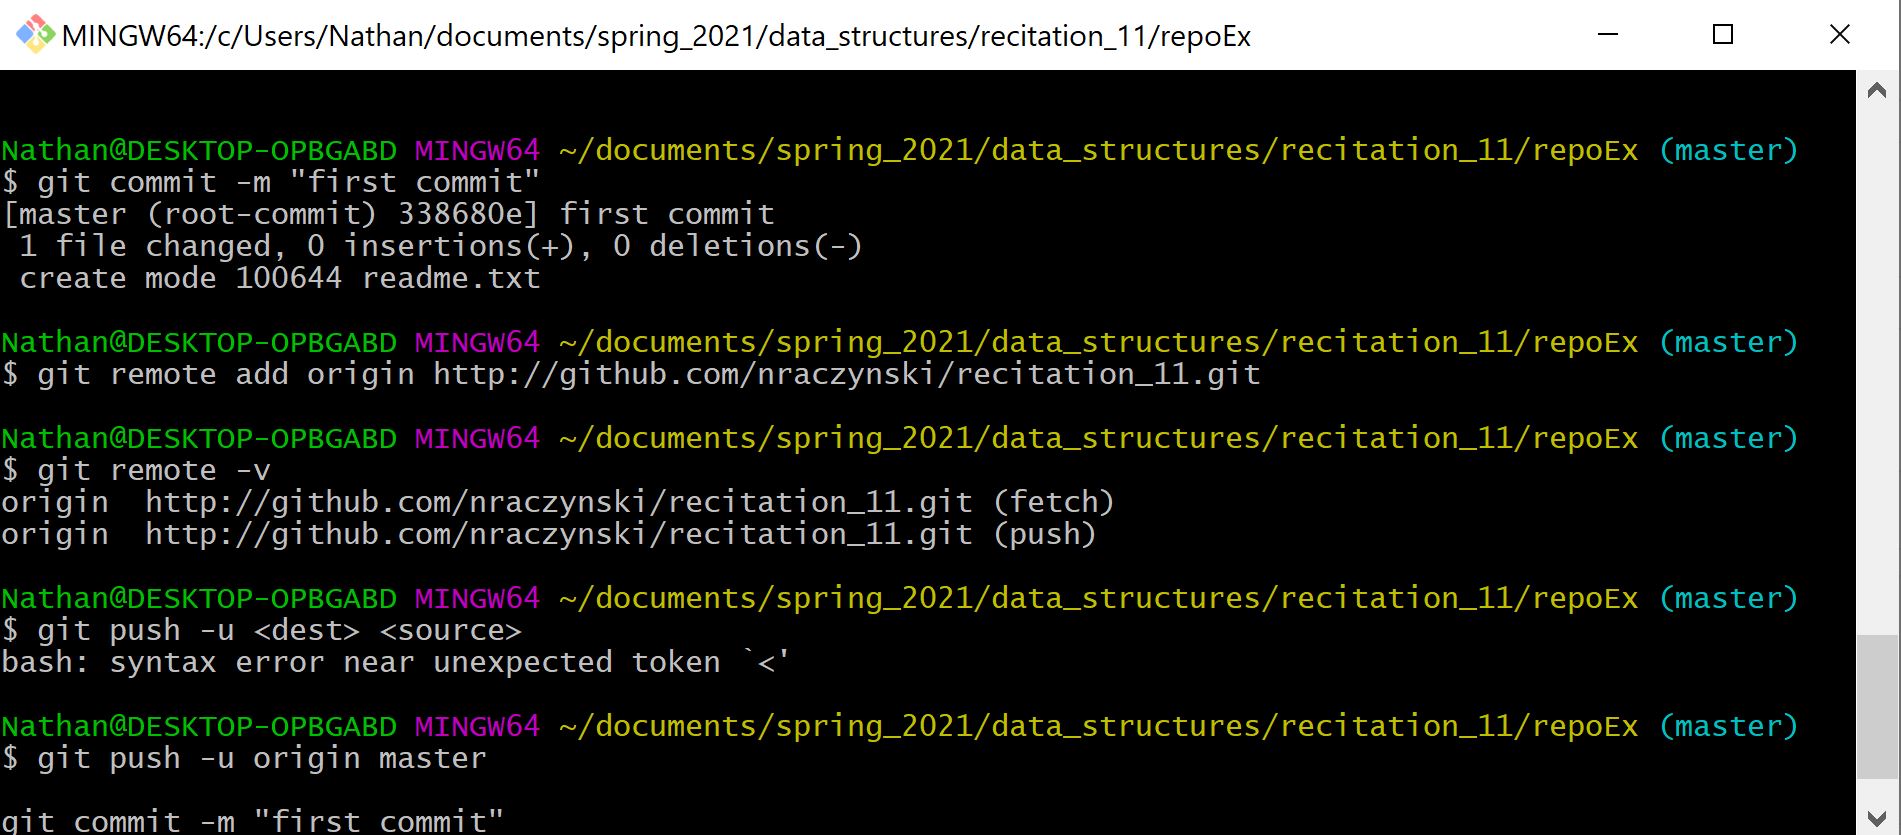 MINGW64:/c/Users/Nathan/documents/spring_2021/data_structures/recitation_11/repoEx
Nathan@DESKTOP-OPBGABD MINGW64 ~/documents/spring_2021/data_structures/recitation_11/repoEx (master)
$ git commit -m "first commit"
[master (root-commit) 338680e] first commit
 1 file changed, 0 insertions(+), 0 deletions(-)
 create mode 100644 readme.txt
Nathan@DESKTOP-OPBGABD MINGW64 ~/documents/spring_2021/data_structures/recitation_11/repoEx (master)
$ git remote add origin http://github.com/nraczynski/recitation_11.git
Nathan@DESKTOP-OPBGABD MINGW64 ~/documents/spring_2021/data_structures/recitation_11/repoEx (master)
$ git remote -v
origin  http://github.com/nraczynski/recitation_11.git (fetch)
origin  http://github.com/nraczynski/recitation_11.git (push)
Nathan@DESKTOP-OPBGABD MINGW64 ~/documents/spring_2021/data_structures/recitation_11/repoEx (master)
$ git push -u <dest> <source>
bash: syntax error near unexpected token `<'
Nathan@DESKTOP-OPBGABD MINGW64 ~/documents/spring_2021/data_structures/recitation_11/repoEx (master)
$ git push -u origin master
git commit -m "first commit"